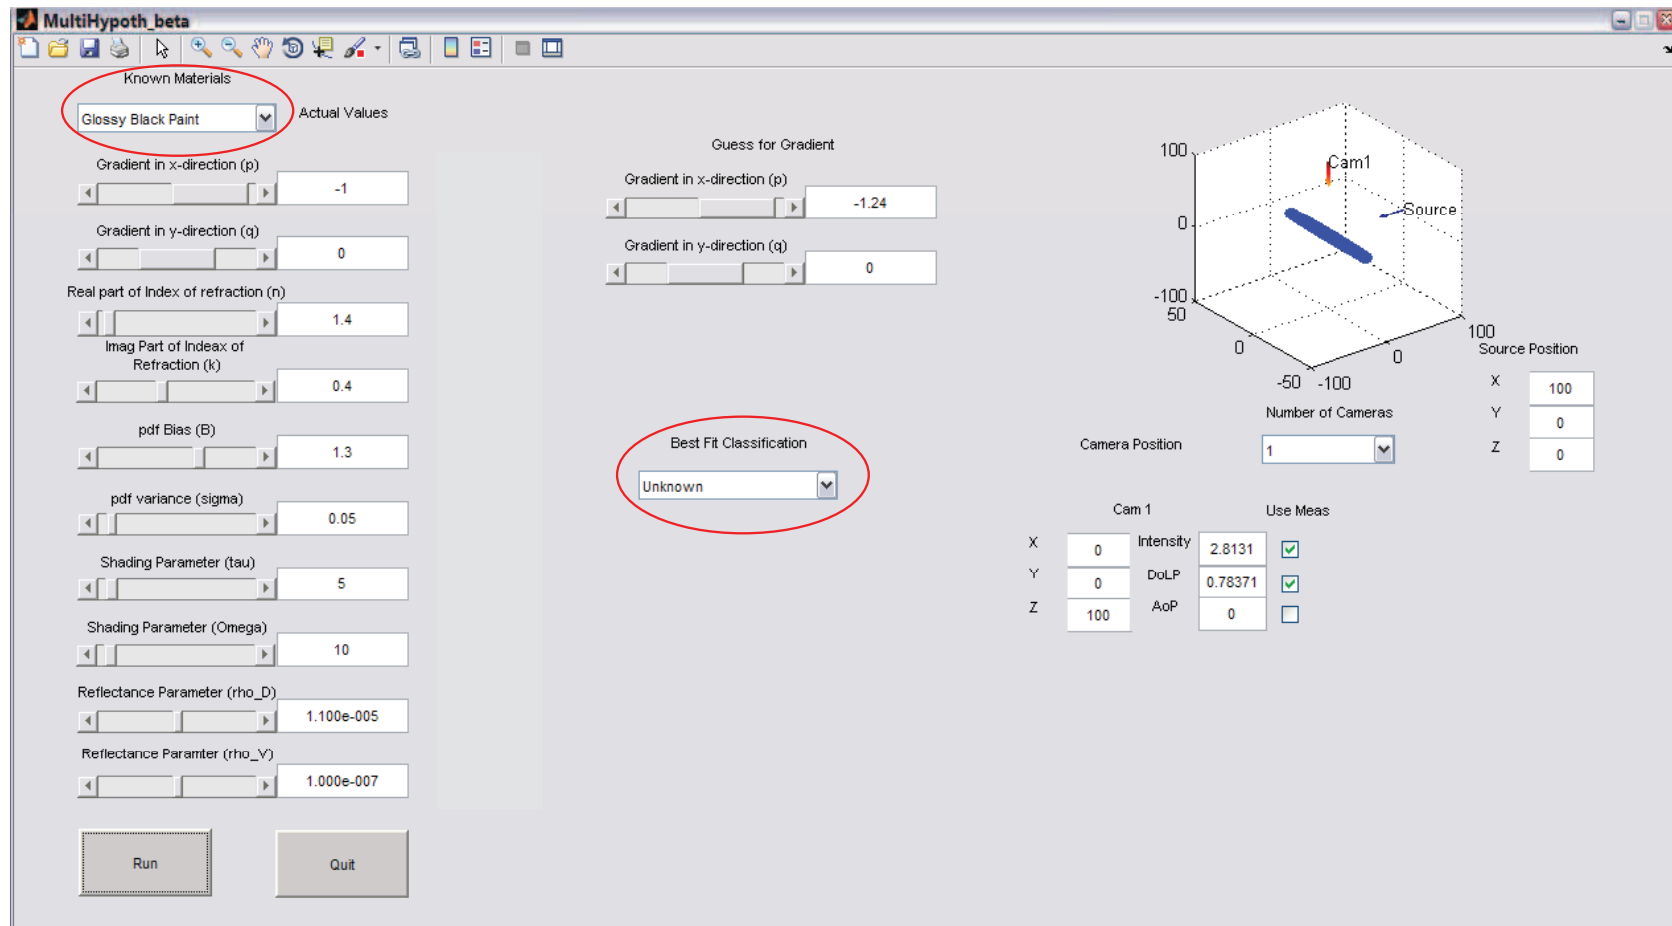 MultiHypoth_beta
Known Materials
Glossy Black Paint
Actual Values
Gradient in x-direction (p)
-1
Gradient in y-direction (q)
0
Real part of Index of refraction (n)
1.4
Imag Part of Indeax of
Refraction (k)
0.4
pdf Bias (B)
1.3
pdf variance (sigma)
0.05
Shading Parameter (tau)
5
Shading Parameter (Omega)
10
Reflectance Parameter (rho_D)
1.100e-005
Reflectance Paramter (rho_V)
1.000e-007
Run
Quit
Guess for Gradient
Gradient in x-direction (p)
-1.24
Gradient in y-direction (q)
0
Best Fit Classification
Unknown
100
0
-100
50
0
-50
-100
0
100
Cam1
Source
Source Position
X
100
Y
0
Z
0
Number of Cameras
1
Camera Position
Cam 1
Use Meas
X
0
Intensity
2.8131
Y
0
DoLP
0.78371
Z
100
AoP
0